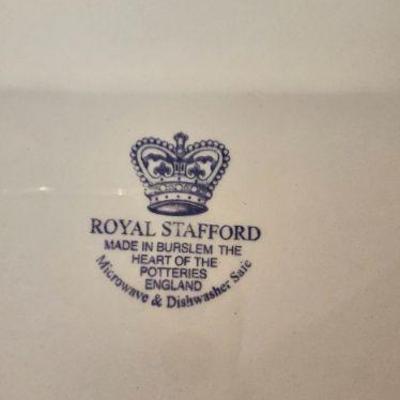 ROYAL STAFFORD
MADE IN BURSLEM THE
HEART OF THE
POTTERIES
ENGLAND
Microwave & Dishwasher Safe